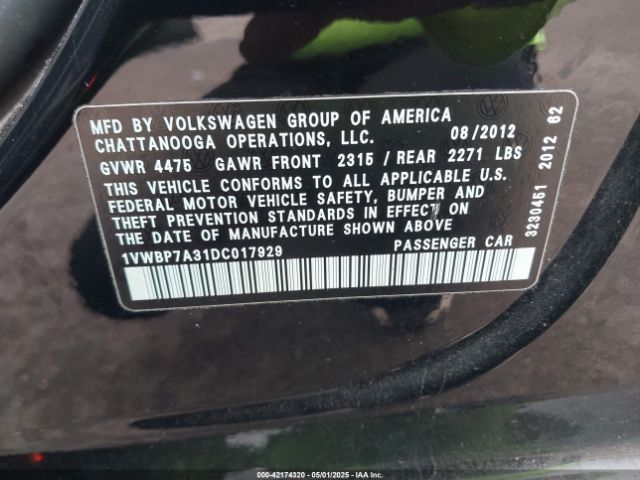 MFD BY VOLKSWAGEN GROUP OF AMERICA
CHATTANOOGA OPERATIONS, LLC. 08/2012
GVWR 4475 GAWR FRONT 2315 / REAR 2271 LBS
THIS VEHICLE CONFORMS TO ALL APPLICABLE U.S.
FEDERAL MOTOR VEHICLE SAFETY, BUMPER AND
THEFT PREVENTION STANDARDS IN EFFECT ON
THE DATE OF MANUFACTURE SHOWN ABOVE
1VWBP7A31DC017929 PASSENGER CAR
3230451 2012 62
000-42174320 - 05/01/2025 - IAA Inc.